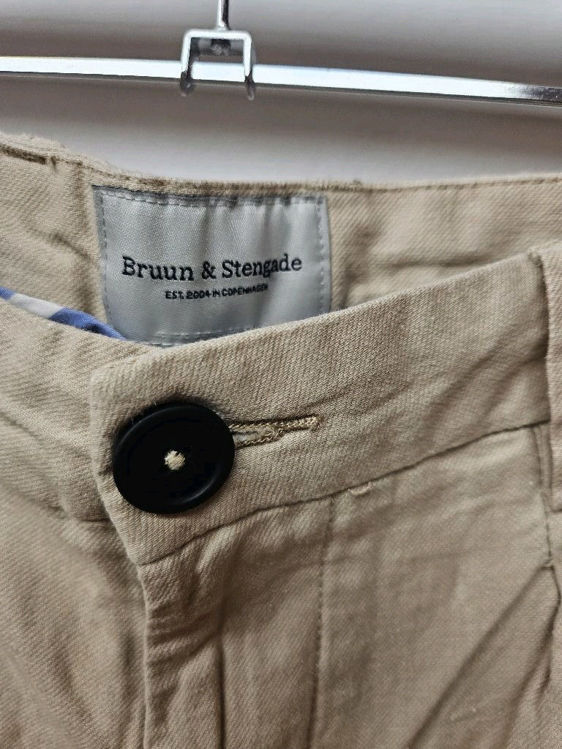 Bruun & Stengade
EST. 2004 IN COPENHAGEN